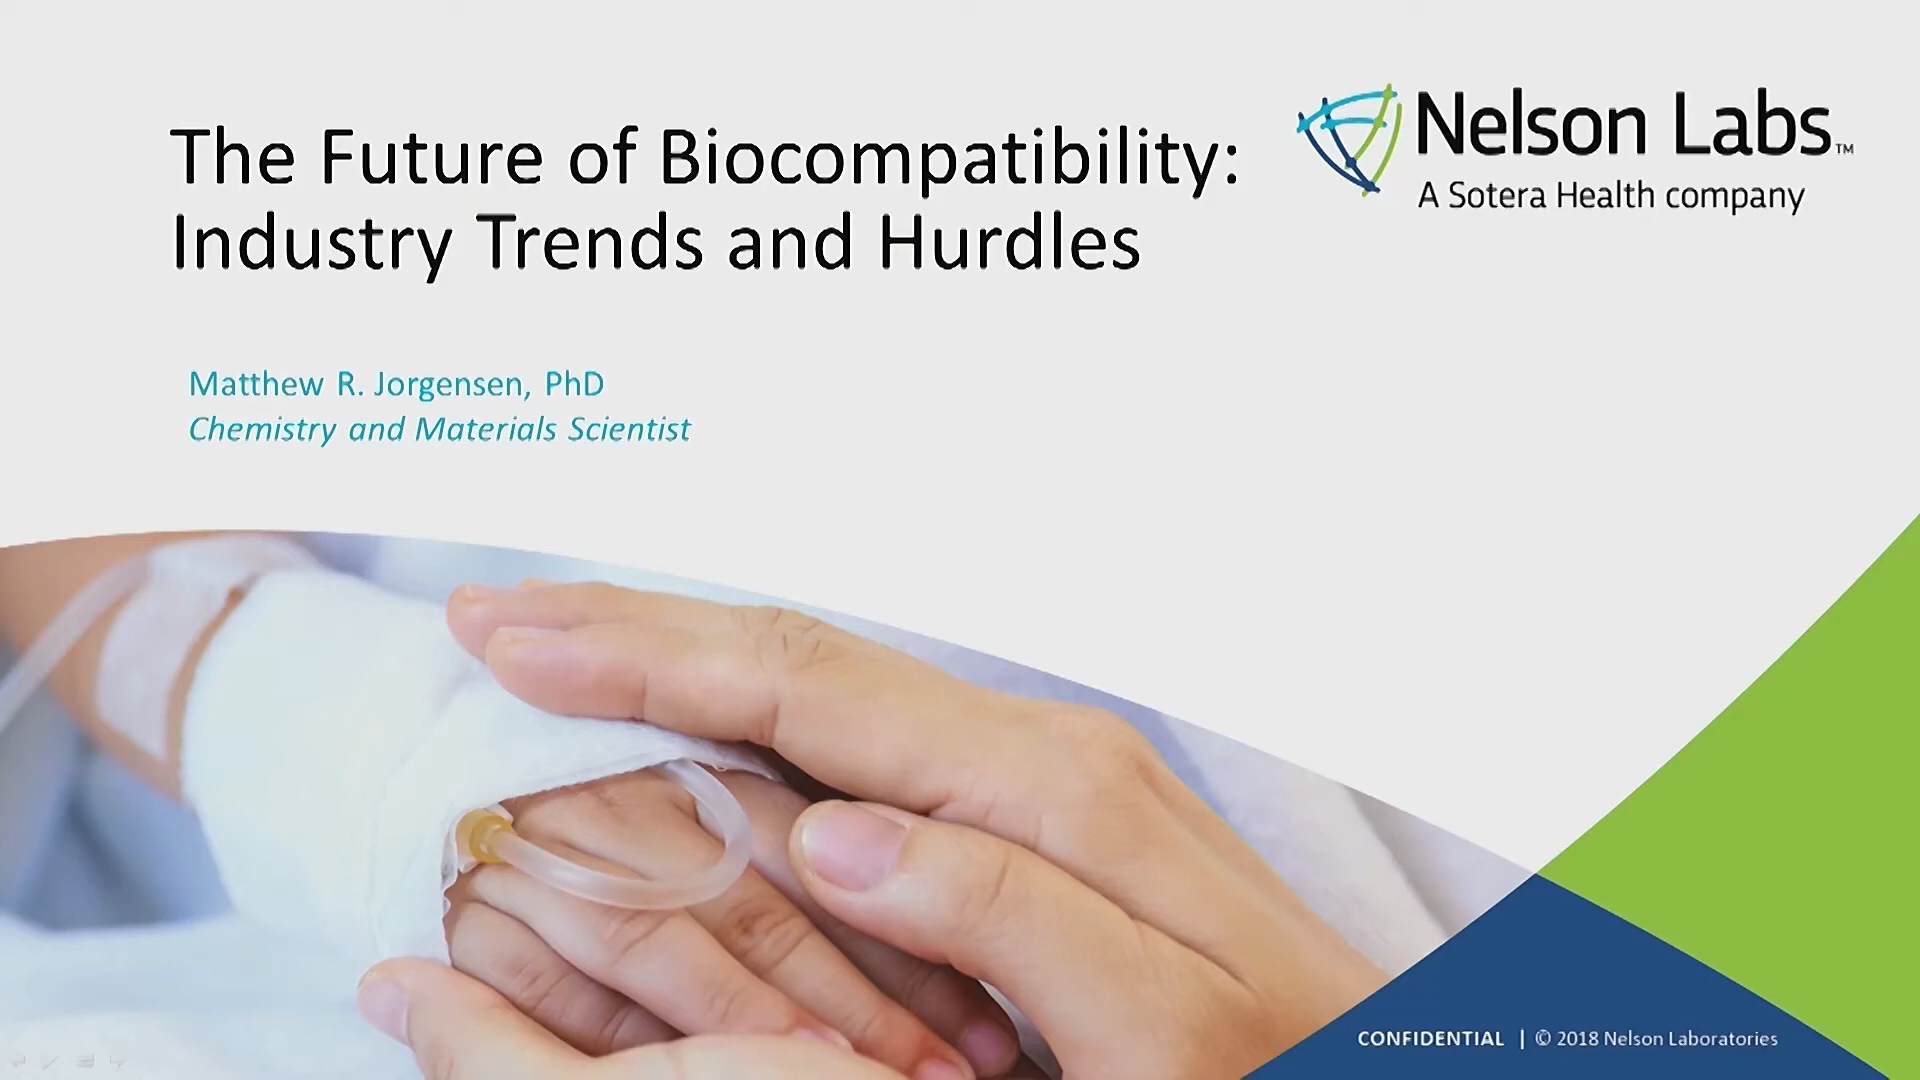 The Future of Biocompatibility:
Industry Trends and Hurdles
Nelson Labs™
A Sotera Health company
Matthew R. Jorgensen, PhD
Chemistry and Materials Scientist
CONFIDENTIAL | © 2018 Nelson Laboratories